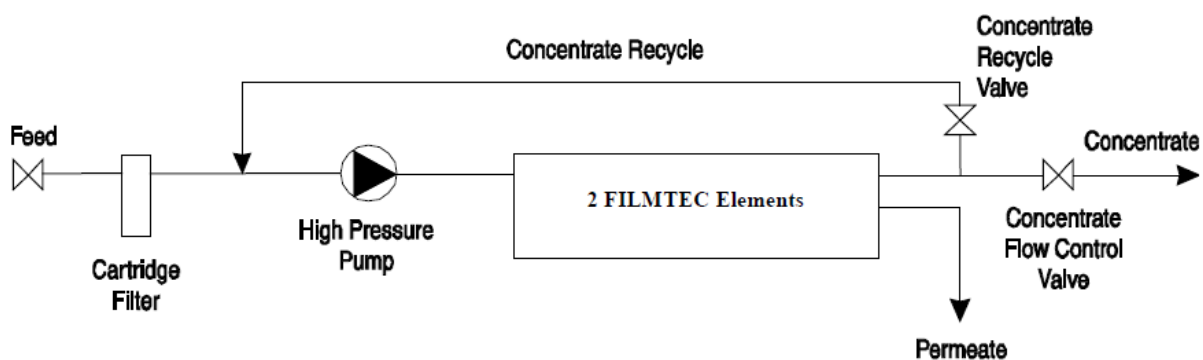 Concentrate
Recycle
Valve
Concentrate Recycle
Feed
Concentrate
2 FILMTEC Elements
High Pressure
Pump
Cartridge
Filter
Concentrate
Flow Control
Valve
Permeate